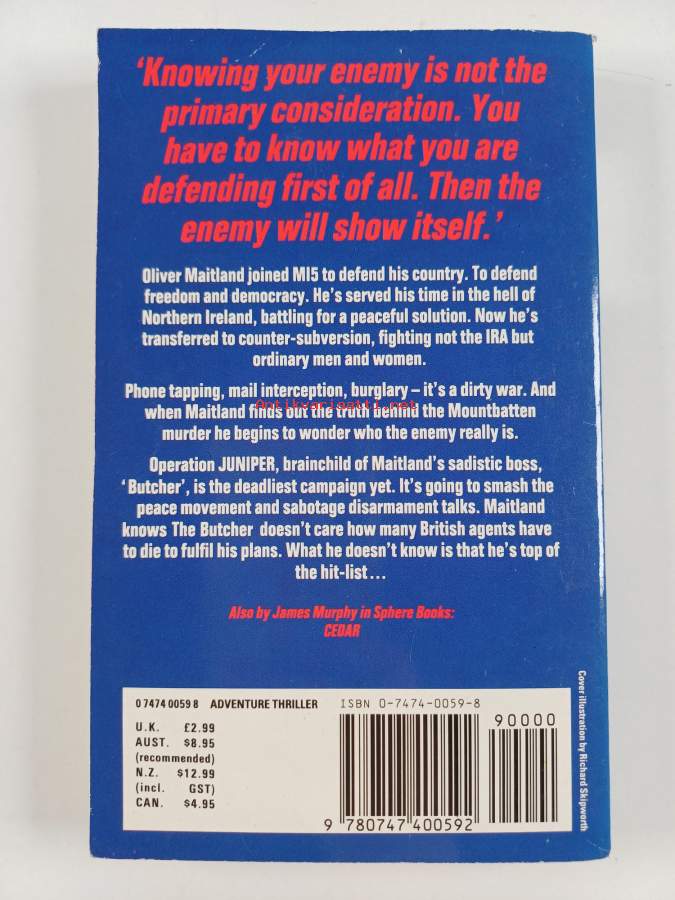 'Knowing your enemy is not the
primary consideration. You
have to know what you are
defending first of all. Then the
enemy will show itself.'
Oliver Maitland joined MI5 to defend his country. To defend
freedom and democracy. He's served his time in the hell of
Northern Ireland, battling for a peaceful solution. Now he's
transferred to counter-subversion, fighting not the IRA but
ordinary men and women.
Phone tapping, mail interception, burglary – it's a dirty war. And
when Maitland finds out the truth behind the Mountbatten
murder he begins to wonder who the enemy really is.
Antikvariaatti.net
Operation JUNIPER, brainchild of Maitland's sadistic boss,
'Butcher', is the deadliest campaign yet. It's going to smash the
peace movement and sabotage disarmament talks. Maitland
knows The Butcher doesn't care how many British agents have
to die to fulfil his plans. What he doesn't know is that he's top of
the hit-list...
Also by James Murphy in Sphere Books:
CEDAR
0 7474 0059 8 ADVENTURE THRILLER
U.K. £2.99
AUST. $8.95
(recommended)
N.Z. $12.99
(incl. GST)
CAN. $4.95
ISBN 0-7474-0059-8
90000
9 780747 400592
Cover illustration by Richard Skipworth